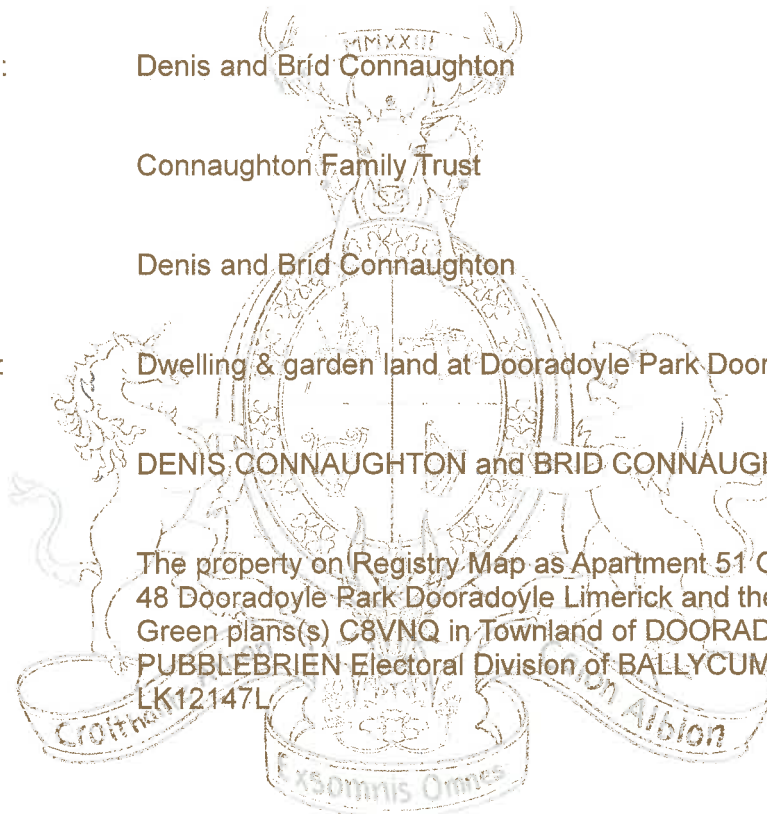 MMXXIII
: Denis and Bríd Connaughton
Connaughton Family Trust
Denis and Bríd Connaughton
: Dwelling & garden land at Dooradoyle Park Door
DENIS CONNAUGHTON and BRID CONNAUGH
The property on Registry Map as Apartment 51
48 Dooradoyle Park Dooradoyle Limerick and the
Green plans(s) C8VNQ in Townland of DOORAD
PUBBLEBRIEN Electoral Division of BALLYCUM
LK12147L
Albion
Exsomnis Omnes